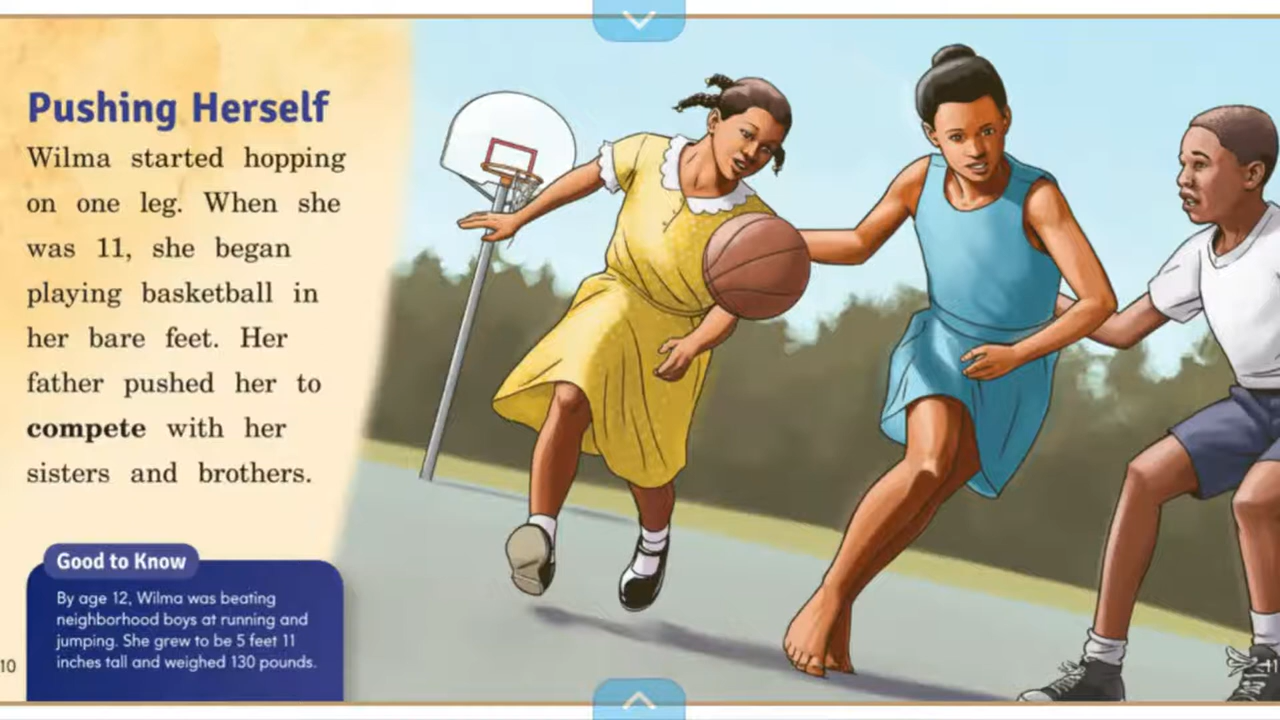 Pushing Herself
Wilma started hopping
on one leg. When she
was 11, she began
playing basketball in
her bare feet. Her
father pushed her to
compete with her
sisters and brothers.
Good to Know
By age 12, Wilma was beating
neighborhood boys at running and
jumping. She grew to be 5 feet 11
inches tall and weighed 130 pounds.
10
11